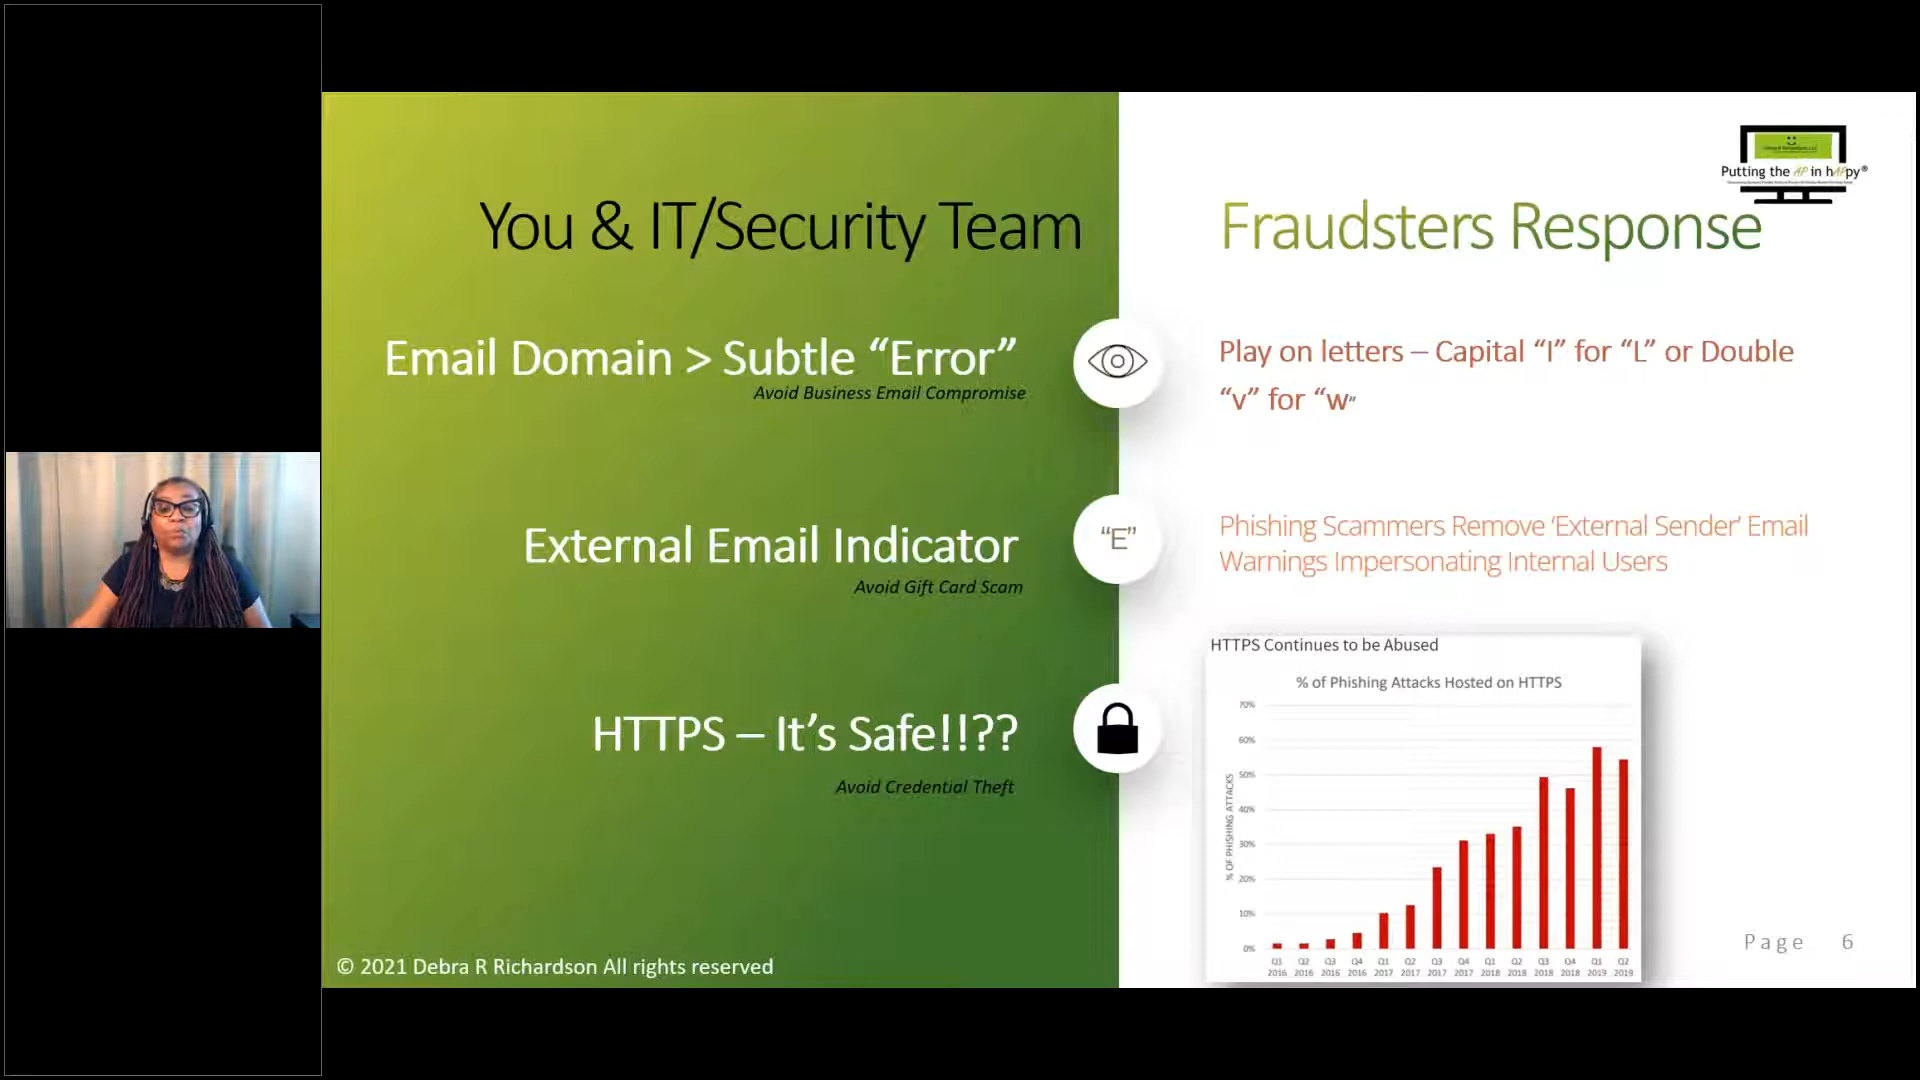 Putting the AP in hAPpy®
You & IT/Security Team
Fraudsters Response
Email Domain > Subtle “Error”
Avoid Business Email Compromise
Play on letters – Capital “I” for “L” or Double
“v” for “w”
External Email Indicator
Avoid Gift Card Scam
“E”
Phishing Scammers Remove ‘External Sender’ Email
Warnings Impersonating Internal Users
HTTPS – It’s Safe!!??
Avoid Credential Theft
HTTPS Continues to be Abused
% of Phishing Attacks Hosted on HTTPS
% OF PHISHING ATTACKS
70%
60%
50%
40%
30%
20%
10%
0%
Q1 Q2 Q3 Q4 Q1 Q2 Q3 Q4 Q1 Q2 Q3 Q4 Q1 Q2
2016 2016 2016 2016 2017 2017 2017 2017 2018 2018 2018 2018 2019 2019
Page 6
© 2021 Debra R Richardson All rights reserved